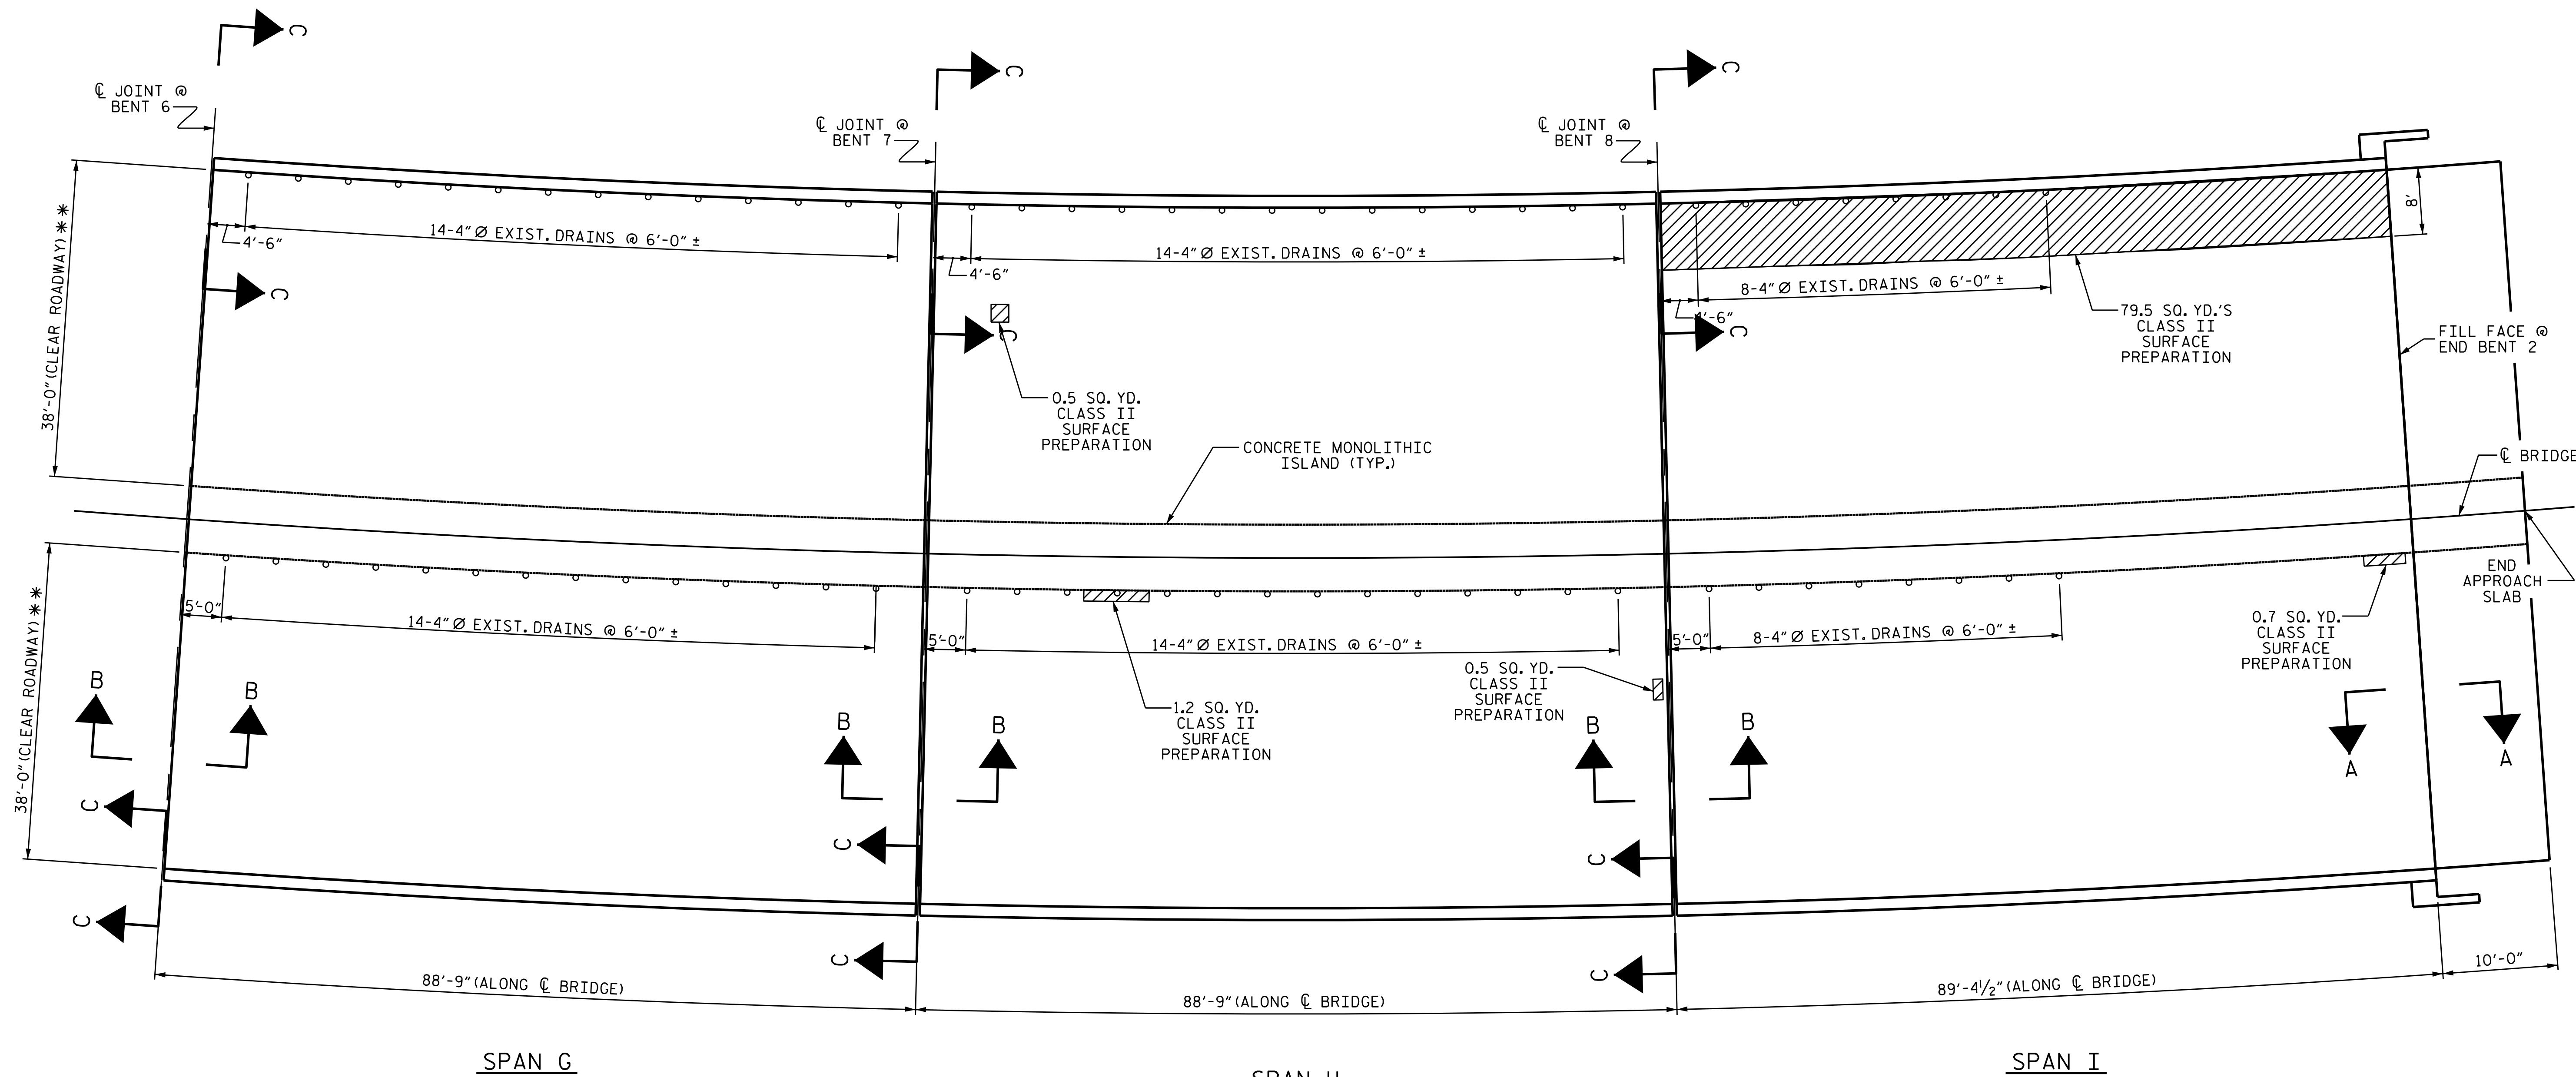 C
C
C
℄ JOINT @
BENT 6
℄ JOINT @
BENT 7
℄ JOINT @
BENT 8
38'-0" (CLEAR ROADWAY) **
4'-6"
14-4" Ø EXIST. DRAINS @ 6'-0" ±
4'-6"
14-4" Ø EXIST. DRAINS @ 6'-0" ±
4'-6"
8-4" Ø EXIST. DRAINS @ 6'-0" ±
8'
C
C
C
79.5 SQ. YD.'S
CLASS II
SURFACE
PREPARATION
FILL FACE @
END BENT 2
0.5 SQ. YD.
CLASS II
SURFACE
PREPARATION
CONCRETE MONOLITHIC
ISLAND (TYP.)
℄ BRIDGE
END
APPROACH
SLAB
38'-0" (CLEAR ROADWAY) **
5'-0"
14-4" Ø EXIST. DRAINS @ 6'-0" ±
5'-0"
14-4" Ø EXIST. DRAINS @ 6'-0" ±
5'-0"
8-4" Ø EXIST. DRAINS @ 6'-0" ±
0.7 SQ. YD.
CLASS II
SURFACE
PREPARATION
0.5 SQ. YD.
CLASS II
SURFACE
PREPARATION
1.2 SQ. YD.
CLASS II
SURFACE
PREPARATION
B
B
B
B
B
B
A
A
C
C
C
C
C
C
88'-9" (ALONG ℄ BRIDGE)
88'-9" (ALONG ℄ BRIDGE)
89'-4½" (ALONG ℄ BRIDGE)
10'-0"
SPAN G
SPAN H
SPAN I